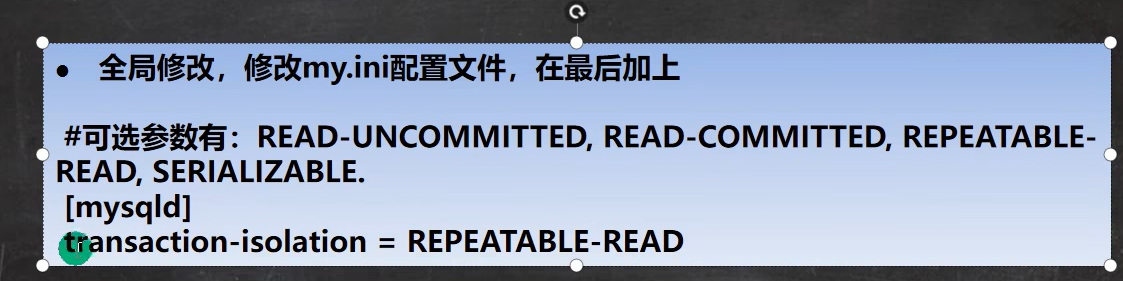 ● 全局修改，修改my.ini配置文件，在最后加上
#可选参数有：READ-UNCOMMITTED, READ-COMMITTED, REPEATABLE-
READ, SERIALIZABLE.
[mysqld]
transaction-isolation = REPEATABLE-READ